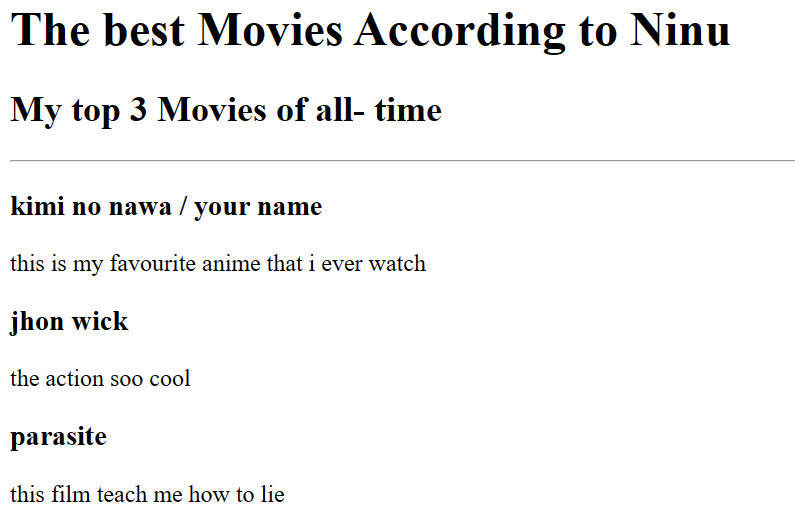 The best Movies According to Ninu
My top 3 Movies of all- time
kimi no nawa / your name
this is my favourite anime that i ever watch
jhon wick
the action soo cool
parasite
this film teach me how to lie